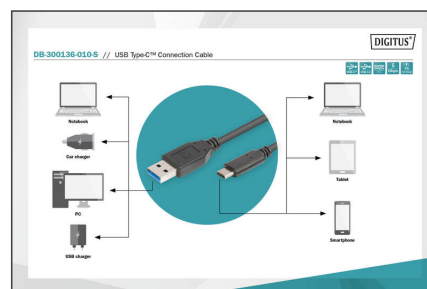 DIGITUS®
DB-300136-010-S // USB Type-C™ Connection Cable
Notebook
Car charger
PC
USB charger
Notebook
Tablet
Smartphone